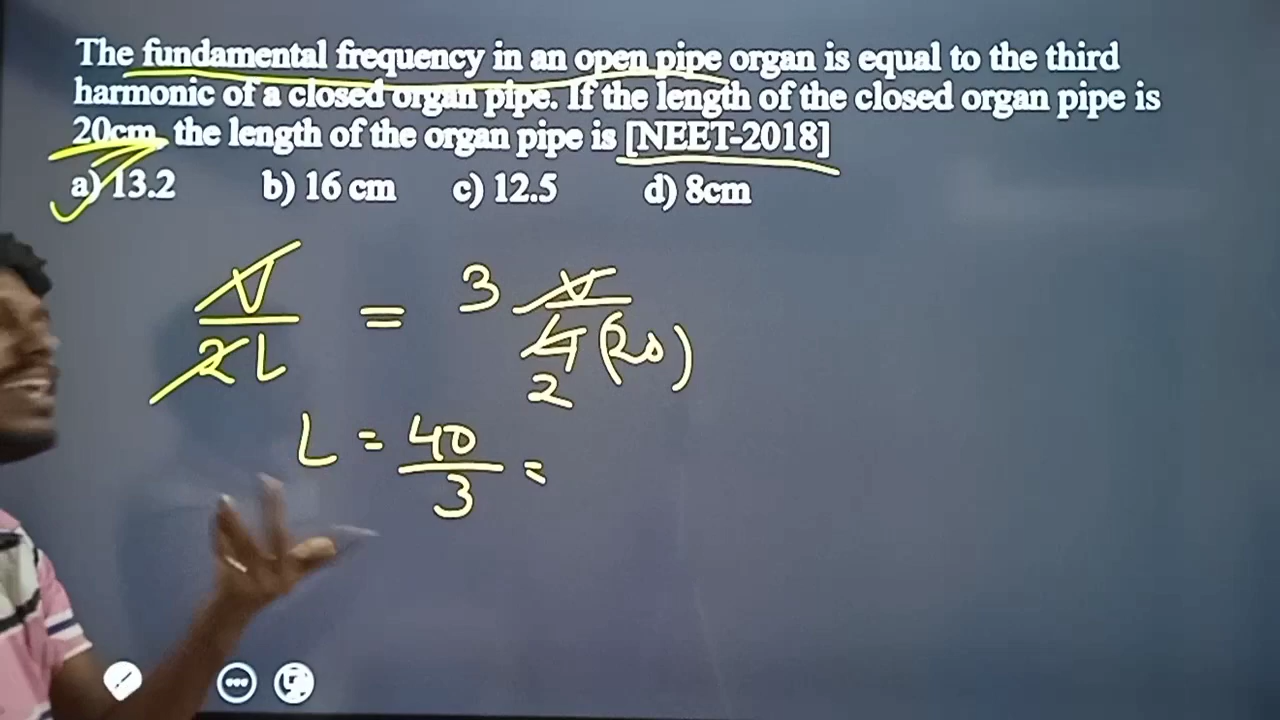 The fundamental frequency in an open pipe organ is equal to the third
harmonic of a closed organ pipe. If the length of the closed organ pipe is
20cm, the length of the organ pipe is [NEET-2018]
a) 13.2 b) 16 cm c) 12.5 d) 8cm
V = 3 V
2L 4 (20)
2
L = 40 =
3